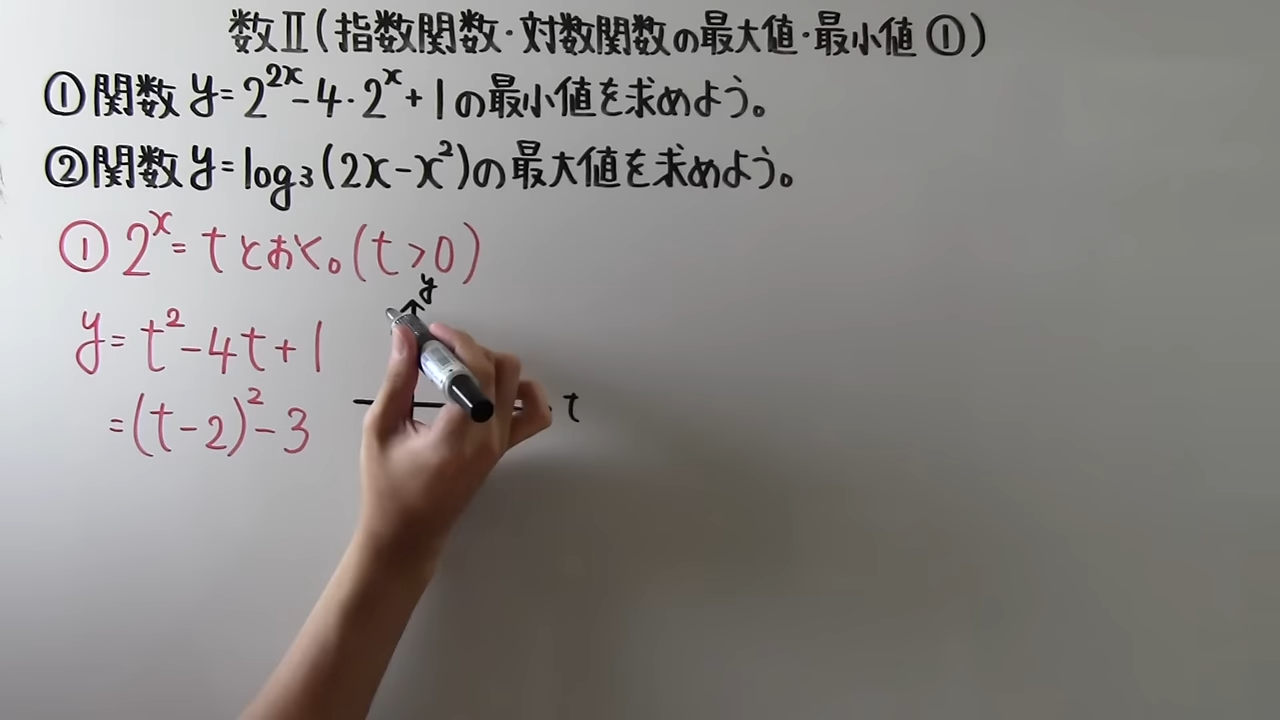 数Ⅱ(指数関数・対数関数の最大値・最小値①)
①関数 y=2^{2x}-4・2^x+1の最小値を求めよう。
②関数 y=log₃(2x-x²)の最大値を求めよう。
① 2^x=tとおく。(t>0)
y
y=t²-4t+1
t
=(t-2)²-3